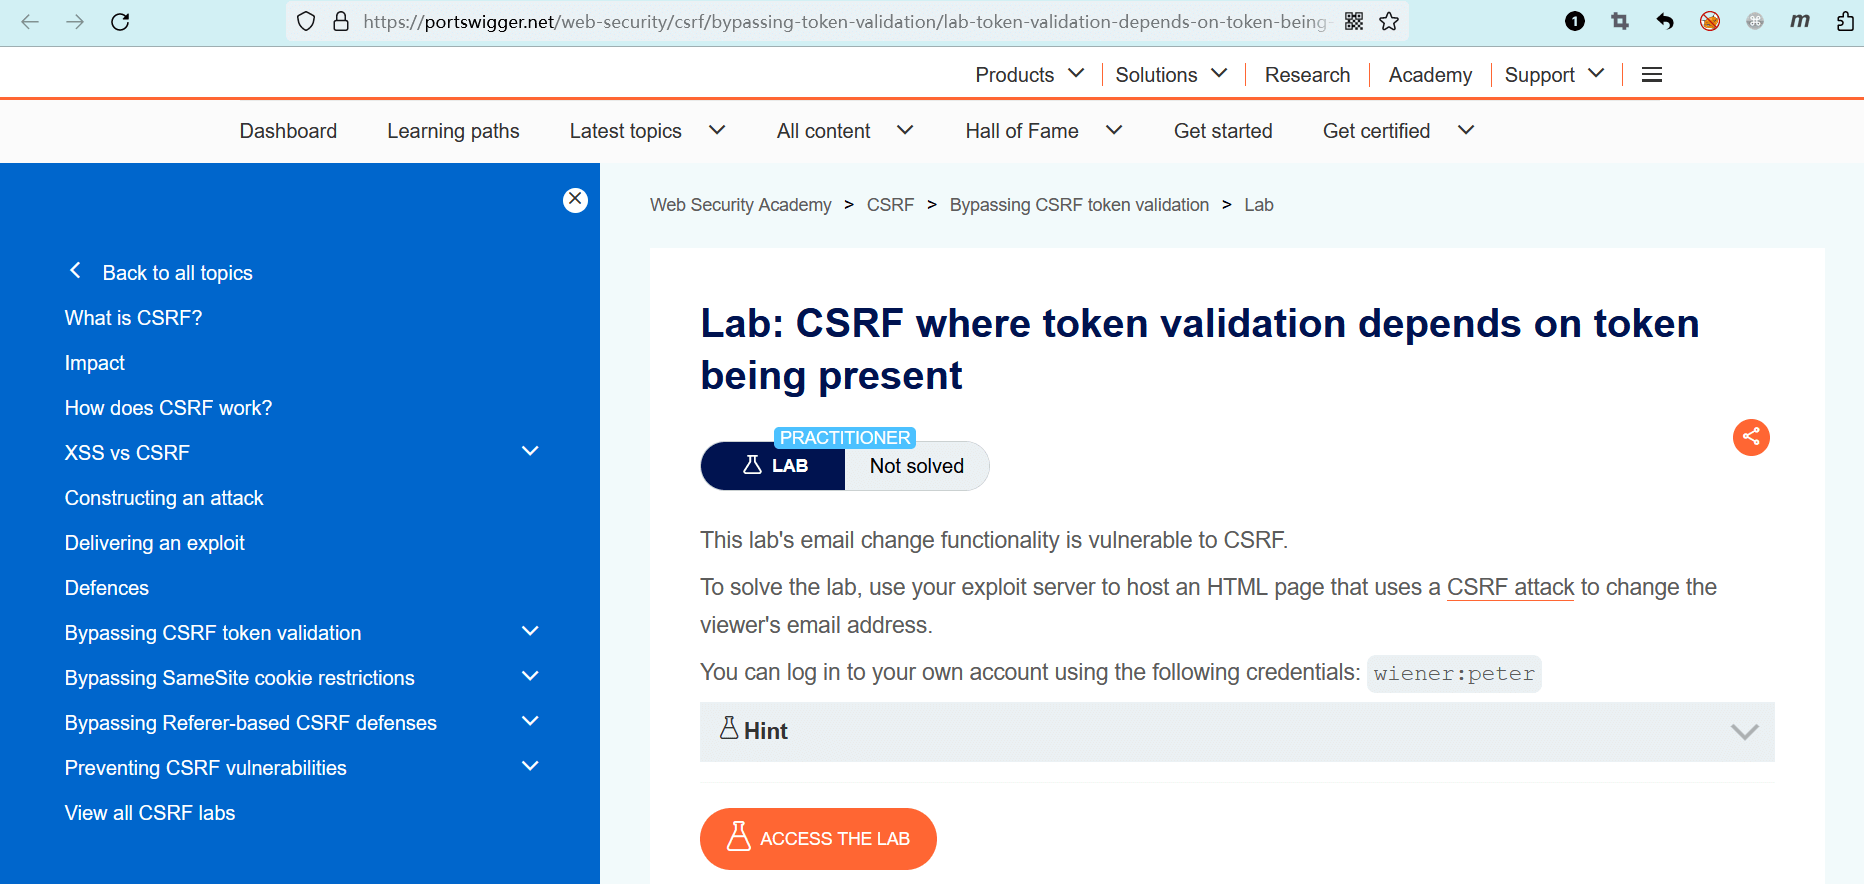 https://portswigger.net/web-security/csrf/bypassing-token-validation/lab-token-validation-depends-on-token-being-
1
m
Products
Solutions
Research
Academy
Support
Dashboard
Learning paths
Latest topics
All content
Hall of Fame
Get started
Get certified
Back to all topics
What is CSRF?
Impact
How does CSRF work?
XSS vs CSRF
Constructing an attack
Delivering an exploit
Defences
Bypassing CSRF token validation
Bypassing SameSite cookie restrictions
Bypassing Referer-based CSRF defenses
Preventing CSRF vulnerabilities
View all CSRF labs
Web Security Academy > CSRF > Bypassing CSRF token validation > Lab
Lab: CSRF where token validation depends on token
being present
PRACTITIONER
LAB
Not solved
This lab's email change functionality is vulnerable to CSRF.
To solve the lab, use your exploit server to host an HTML page that uses a CSRF attack to change the
viewer's email address.
You can log in to your own account using the following credentials: wiener:peter
Hint
ACCESS THE LAB